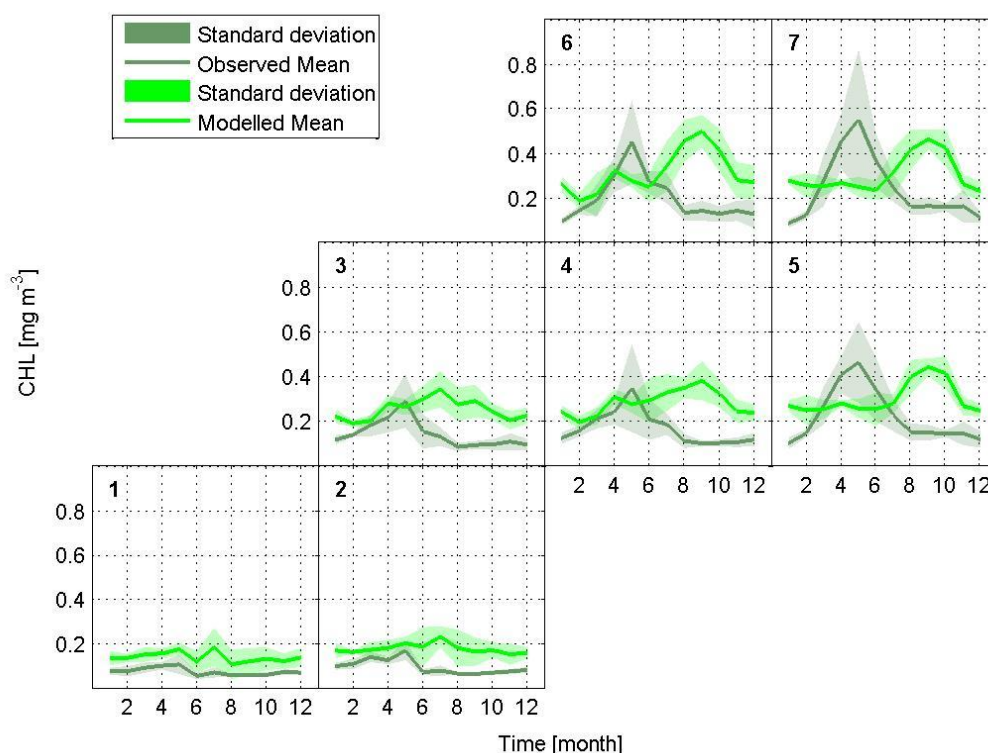 Standard deviation
Observed Mean
Standard deviation
Modelled Mean
6
7
0.8
0.6
0.4
0.2
3
4
5
0.8
0.6
0.4
0.2
CHL [mg m⁻³]
1
2
2 4 6 8 10 12 2 4 6 8 10 12
0.8
0.6
0.4
0.2
2 4 6 8 10 12 2 4 6 8 10 12
Time [month]